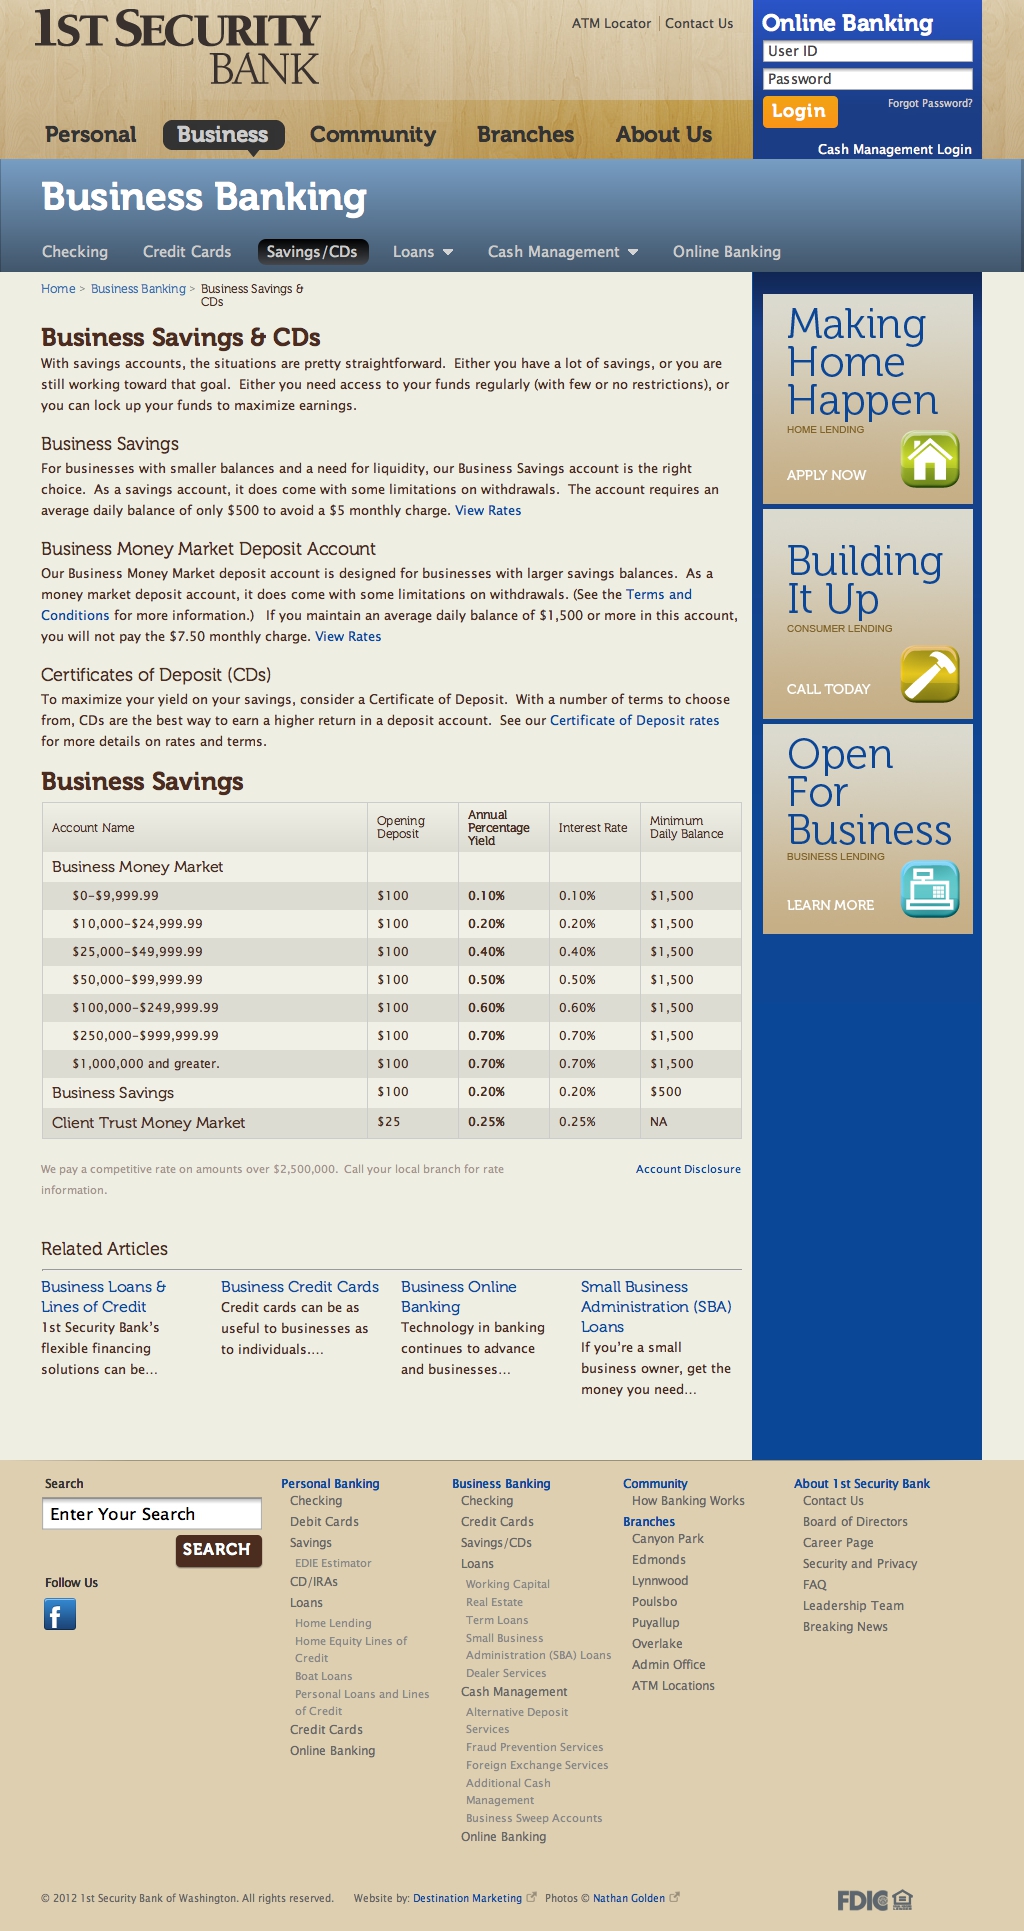 1ST SECURITY
BANK
ATM Locator
Contact Us
Online Banking
User ID
Password
Login
Forgot Password?
Cash Management Login
Personal
Business
Community
Branches
About Us
Business Banking
Checking
Credit Cards
Savings/CDs
Loans
Cash Management
Online Banking
Home > Business Banking > Business Savings &
CDs
Business Savings & CDs
With savings accounts, the situations are pretty straightforward. Either you have a lot of savings, or you are
still working toward that goal. Either you need access to your funds regularly (with few or no restrictions), or
you can lock up your funds to maximize earnings.
Business Savings
For businesses with smaller balances and a need for liquidity, our Business Savings account is the right
choice. As a savings account, it does come with some limitations on withdrawals. The account requires an
average daily balance of only $500 to avoid a $5 monthly charge. View Rates
Business Money Market Deposit Account
Our Business Money Market deposit account is designed for businesses with larger savings balances. As a
money market deposit account, it does come with some limitations on withdrawals. (See the Terms and
Conditions for more information.) If you maintain an average daily balance of $1,500 or more in this account,
you will not pay the $7.50 monthly charge. View Rates
Certificates of Deposit (CDs)
To maximize your yield on your savings, consider a Certificate of Deposit. With a number of terms to choose
from, CDs are the best way to earn a higher return in a deposit account. See our Certificate of Deposit rates
for more details on rates and terms.
Business Savings
Account Name
Opening
Deposit
Annual
Percentage
Yield
Interest Rate
Minimum
Daily Balance
Business Money Market
$0-$9,999.99 $100 0.10% 0.10% $1,500
$10,000-$24,999.99 $100 0.20% 0.20% $1,500
$25,000-$49,999.99 $100 0.40% 0.40% $1,500
$50,000-$99,999.99 $100 0.50% 0.50% $1,500
$100,000-$249,999.99 $100 0.60% 0.60% $1,500
$250,000-$999,999.99 $100 0.70% 0.70% $1,500
$1,000,000 and greater. $100 0.70% 0.70% $1,500
Business Savings $100 0.20% 0.20% $500
Client Trust Money Market $25 0.25% 0.25% NA
We pay a competitive rate on amounts over $2,500,000. Call your local branch for rate
information.
Account Disclosure
Making
Home
Happen
HOME LENDING
APPLY NOW
Building
It Up
CONSUMER LENDING
CALL TODAY
Open
For
Business
BUSINESS LENDING
LEARN MORE
Related Articles
Business Loans &
Lines of Credit
1st Security Bank's
flexible financing
solutions can be...
Business Credit Cards
Credit cards can be as
useful to businesses as
to individuals....
Business Online
Banking
Technology in banking
continues to advance
and businesses...
Small Business
Administration (SBA)
Loans
If you're a small
business owner, get the
money you need...
Search
Enter Your Search
SEARCH
Follow Us
f
Personal Banking
Checking
Debit Cards
Savings
EDIE Estimator
CD/IRAs
Loans
Home Lending
Home Equity Lines of
Credit
Boat Loans
Personal Loans and Lines
of Credit
Credit Cards
Online Banking
Business Banking
Checking
Credit Cards
Savings/CDs
Loans
Working Capital
Real Estate
Term Loans
Small Business
Administration (SBA) Loans
Dealer Services
Cash Management
Alternative Deposit
Services
Fraud Prevention Services
Foreign Exchange Services
Additional Cash
Management
Business Sweep Accounts
Online Banking
Community
How Banking Works
Branches
Canyon Park
Edmonds
Lynnwood
Poulsbo
Puyallup
Overlake
Admin Office
ATM Locations
About 1st Security Bank
Contact Us
Board of Directors
Career Page
Security and Privacy
FAQ
Leadership Team
Breaking News
© 2012 1st Security Bank of Washington. All rights reserved.
Website by: Destination Marketing
Photos © Nathan Golden
FDIC